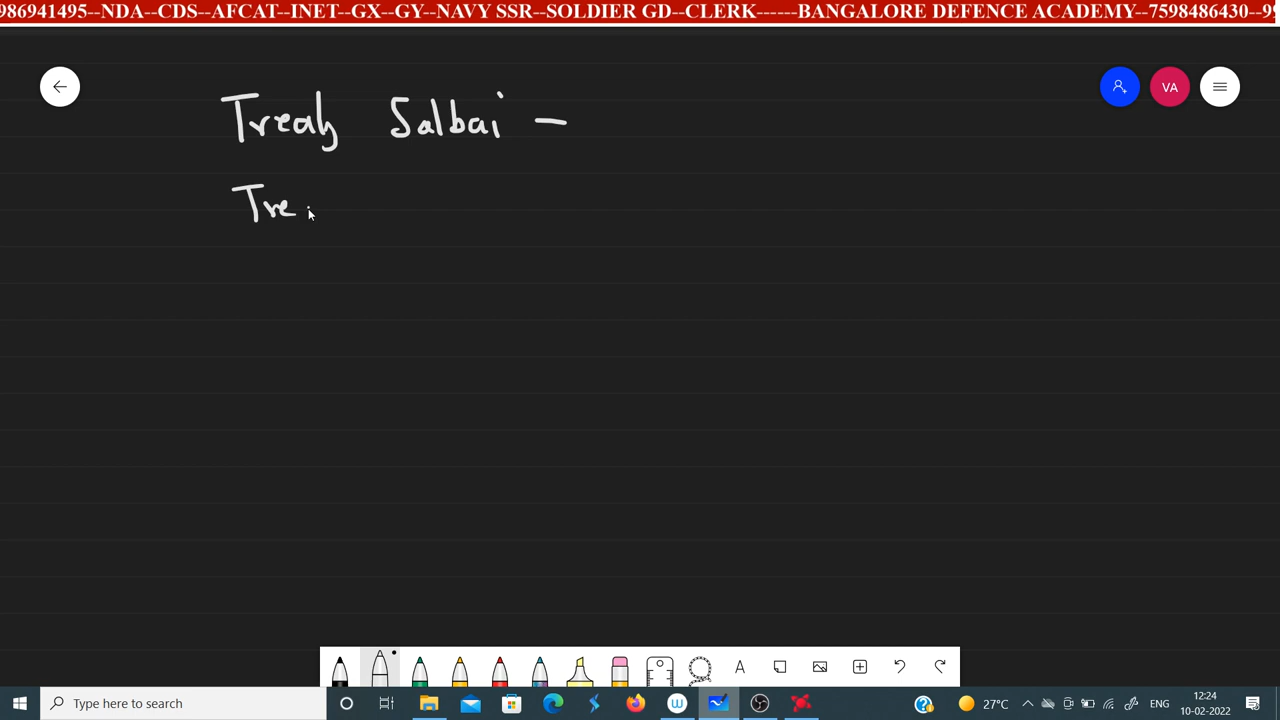 986941495--NDA--CDS--AFCAT--INET--GX--GY--NAVY SSR--SOLDIER GD--CLERK------BANGALORE DEFENCE ACADEMY--7598486430--9
VA
Treaty Salbai –
Tre
Type here to search
A
27°C
ENG
12:24
10-02-2022